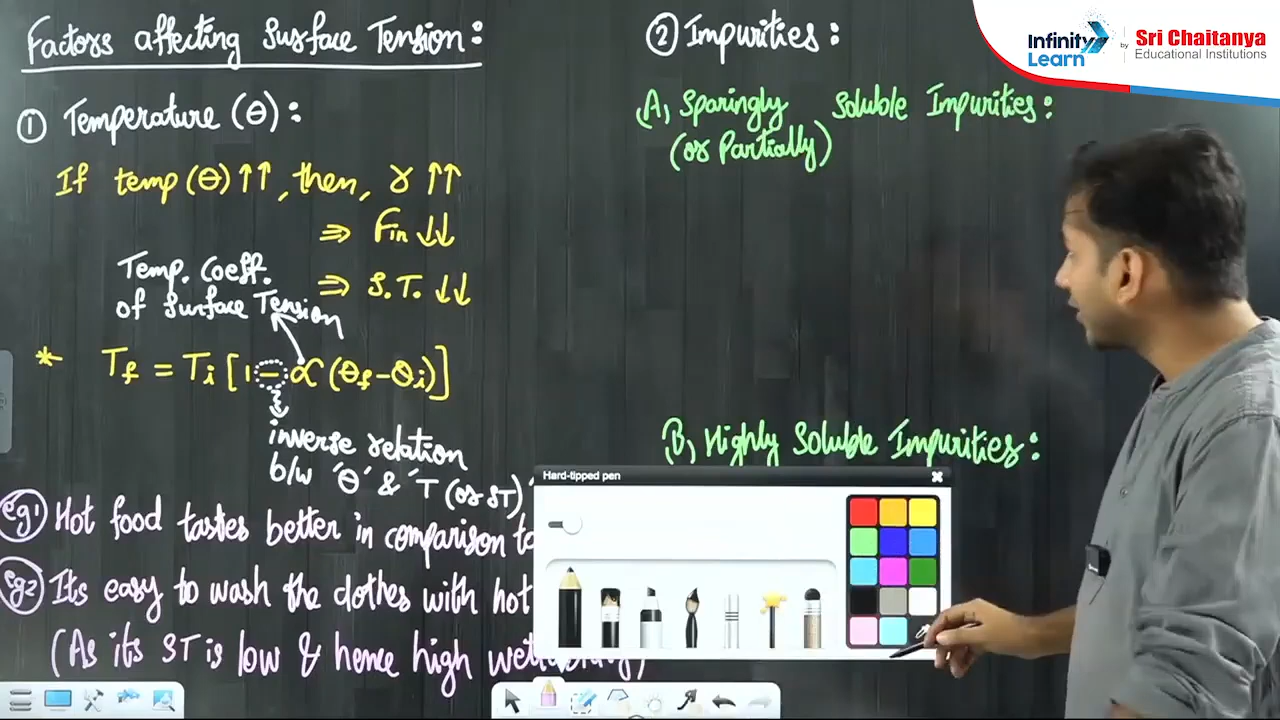 Factors affecting Surface Tension:
① Temperature (θ):
If temp (θ) ↑↑, then, r ↑↑
⇒ Fin ↓↓
⇒ S.T. ↓↓
Temp. Coeff.
of Surface Tension
* Tf = Ti [1 - α (θf - θi)]
inverse relation
b/w 'θ' & 'T (or ST)'
eg1 Hot food tastes better in comparison to
eg2 Its easy to wash the clothes with hot
(As its ST is low & hence high wettability)
② Impurities:
A, Sparingly Soluble Impurities:
(or Partially)
B, Highly Soluble Impurities:
Hard-tipped pen
Infinity Learn by Sri Chaitanya
Educational Institutions